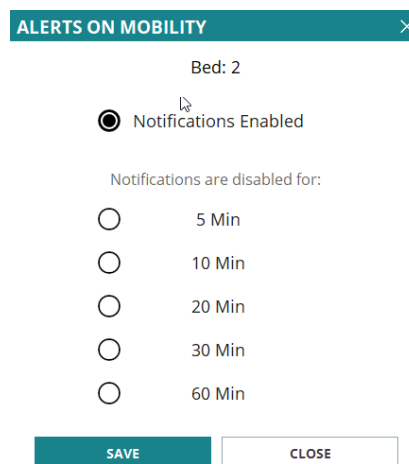 ALERTS ON MOBILITY
Bed: 2
Notifications Enabled
Notifications are disabled for:
5 Min
10 Min
20 Min
30 Min
60 Min
SAVE CLOSE